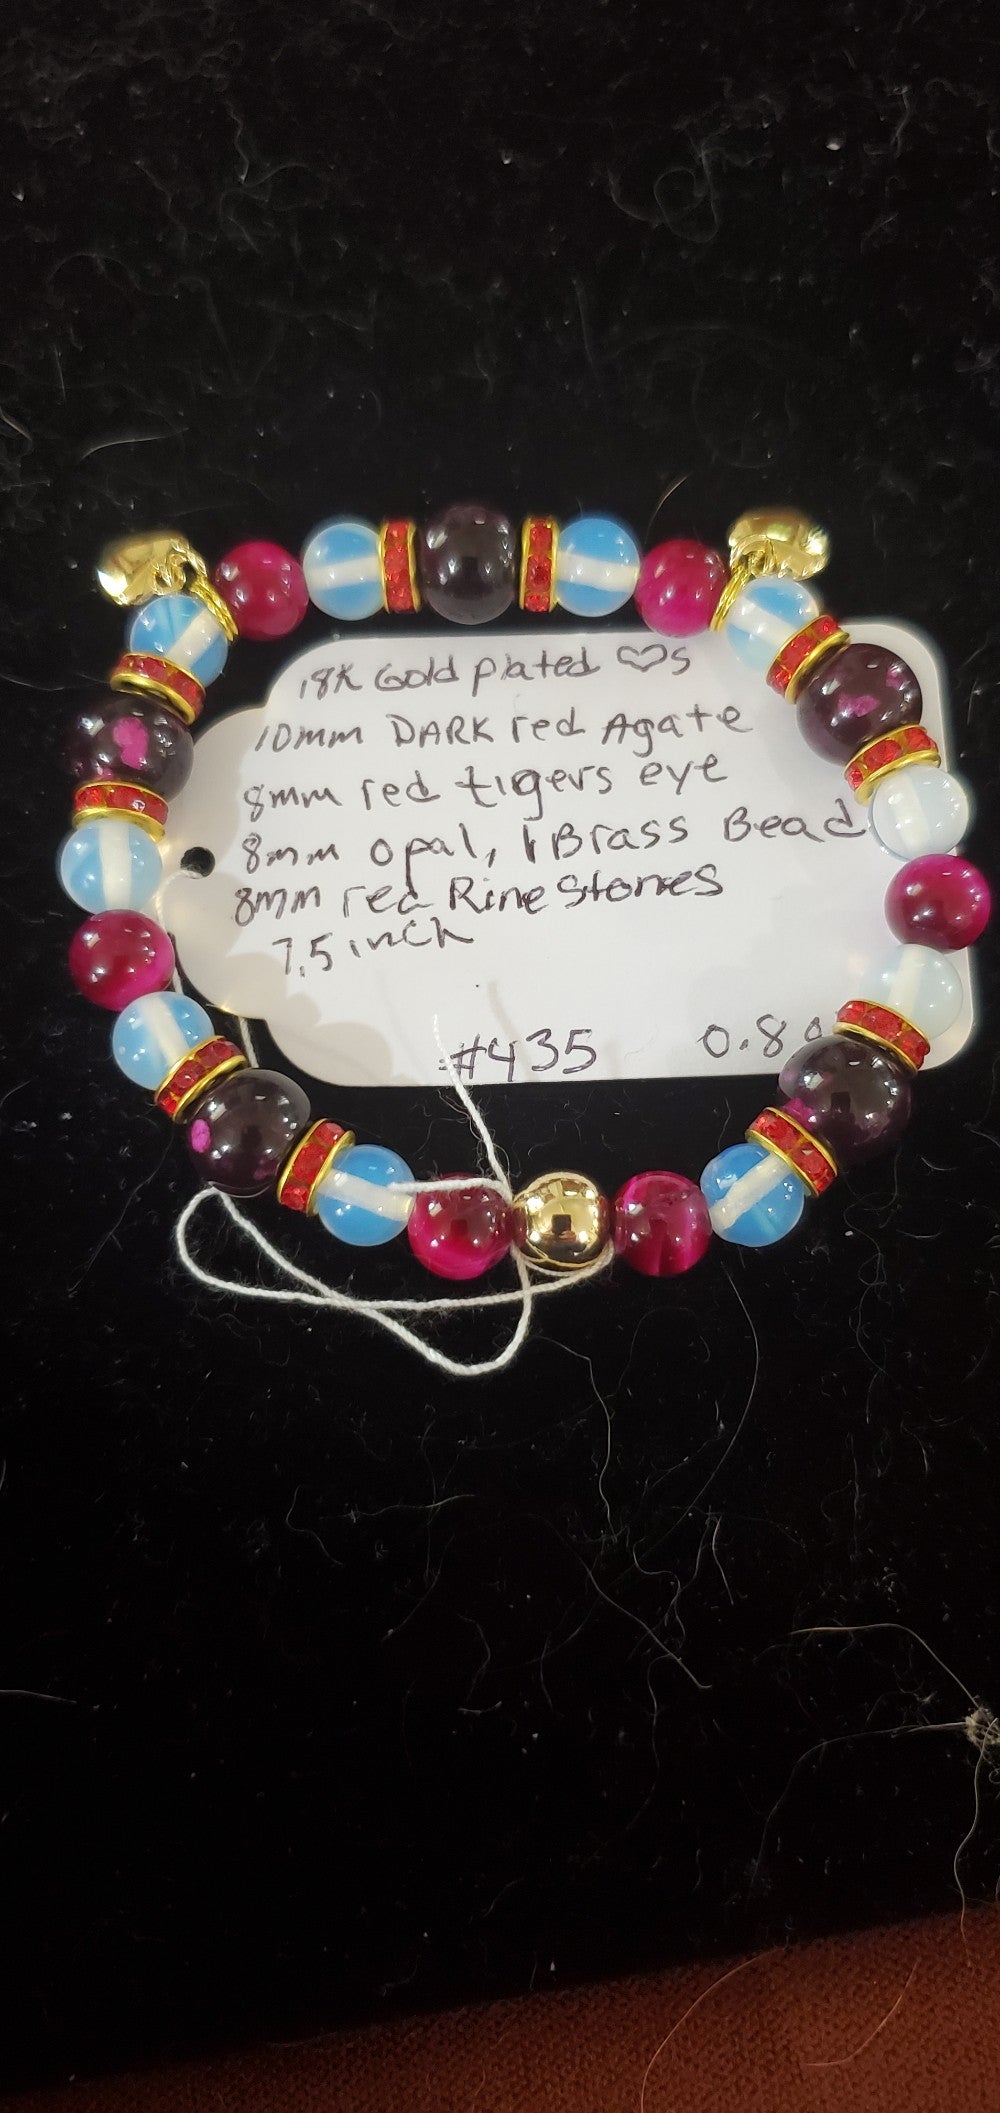 18K Gold plated ♡s
10mm DARK red Agate
8mm red tigers eye
8mm opal, 1 Brass Bead
8mm red Rine Stones
7.5 inch
#435 0.8